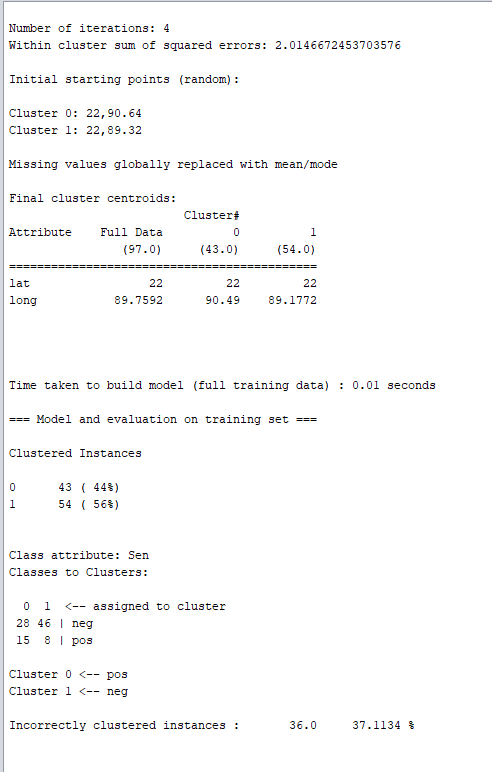 Number of iterations: 4
Within cluster sum of squared errors: 2.0146672453703576
Initial starting points (random):
Cluster 0: 22,90.64
Cluster 1: 22,89.32
Missing values globally replaced with mean/mode
Final cluster centroids:
                         Cluster#
Attribute    Full Data          0          1
                (97.0)     (43.0)     (54.0)
============================================
lat                 22         22         22
long           89.7592      90.49    89.1772
Time taken to build model (full training data) : 0.01 seconds
=== Model and evaluation on training set ===
Clustered Instances
0      43 ( 44%)
1      54 ( 56%)
Class attribute: Sen
Classes to Clusters:
  0  1  <-- assigned to cluster
 28 46 | neg
 15  8 | pos
Cluster 0 <-- pos
Cluster 1 <-- neg
Incorrectly clustered instances :       36.0     37.1134 %